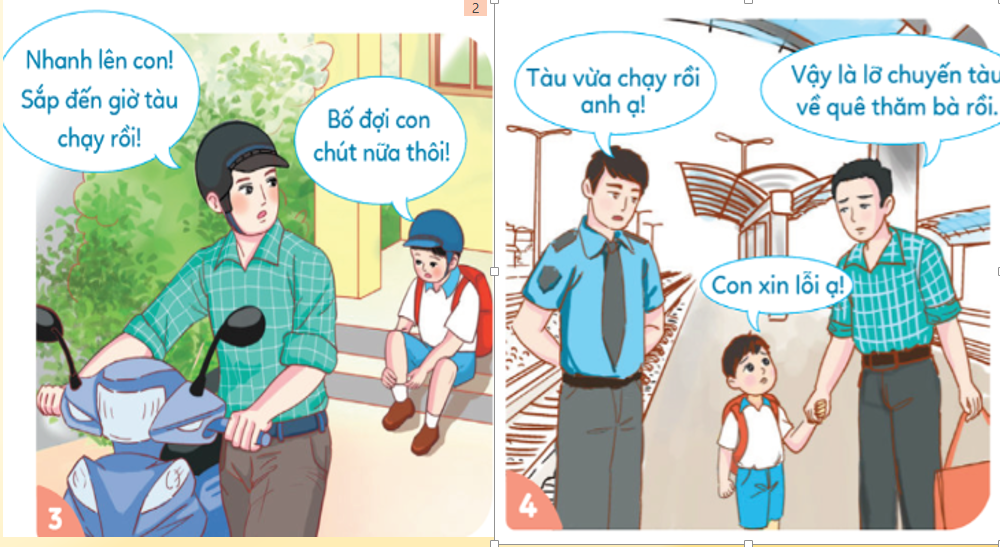 2
Nhanh lên con!
Sắp đến giờ tàu
chạy rồi!
Bố đợi con
chút nữa thôi!
3
Tàu vừa chạy rồi
anh ạ!
Vậy là lỡ chuyến tàu
về quê thăm bà rồi.
Con xin lỗi ạ!
4